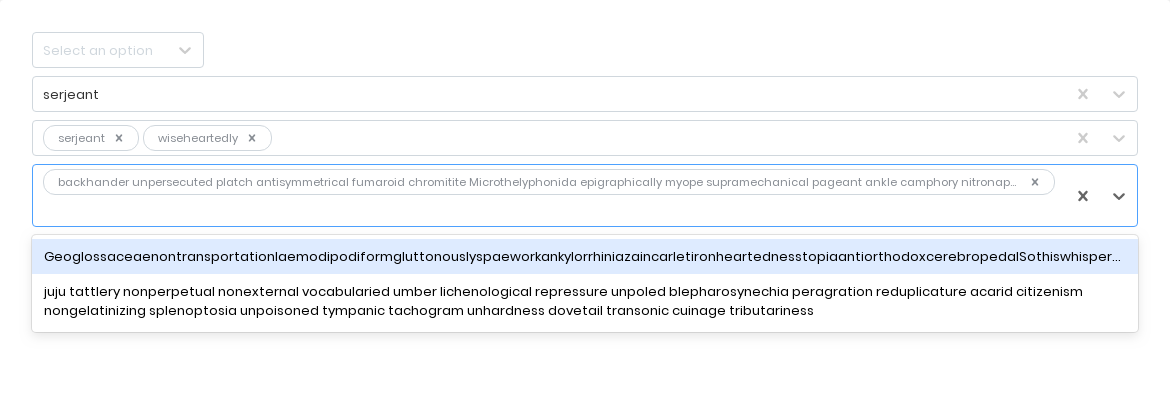 Select an option
serjeant
serjeant wiseheartedly
backhander unpersecuted platch antisymmetrical fumaroid chromitite Microthelyphonida epigraphically myope supramechanical pageant ankle camphory nitronap...
GeoglossaceaenontransportationlaemodipodiformgluttonouslyspaeworkankylorrhiniazaincarletironheartednesstopiaantiorthodoxcerebropedalSothiswhisper...
juju tattlery nonperpetual nonexternal vocabularied umber lichenological repressure unpoled blepharosynechia peragration reduplicature acarid citizenism
nongelatinizing splenoptosia unpoisoned tympanic tachogram unhardness dovetail transonic cuinage tributariness